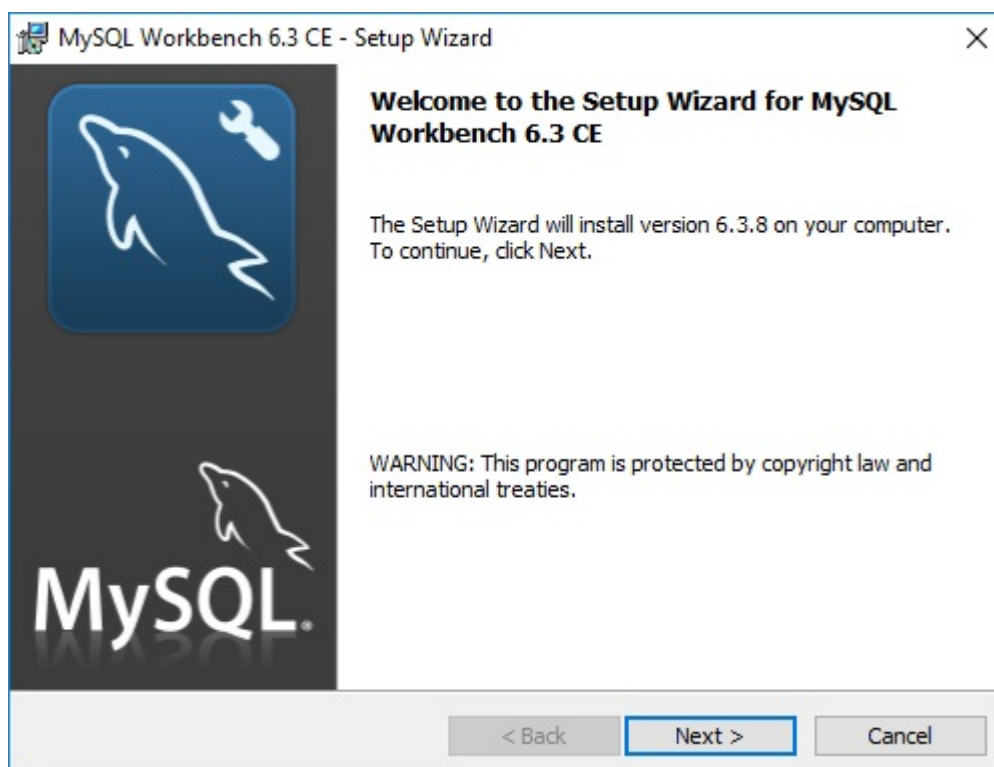 MySQL Workbench 6.3 CE - Setup Wizard
Welcome to the Setup Wizard for MySQL
Workbench 6.3 CE
The Setup Wizard will install version 6.3.8 on your computer.
To continue, click Next.
WARNING: This program is protected by copyright law and
international treaties.
MySQL®
< Back
Next >
Cancel